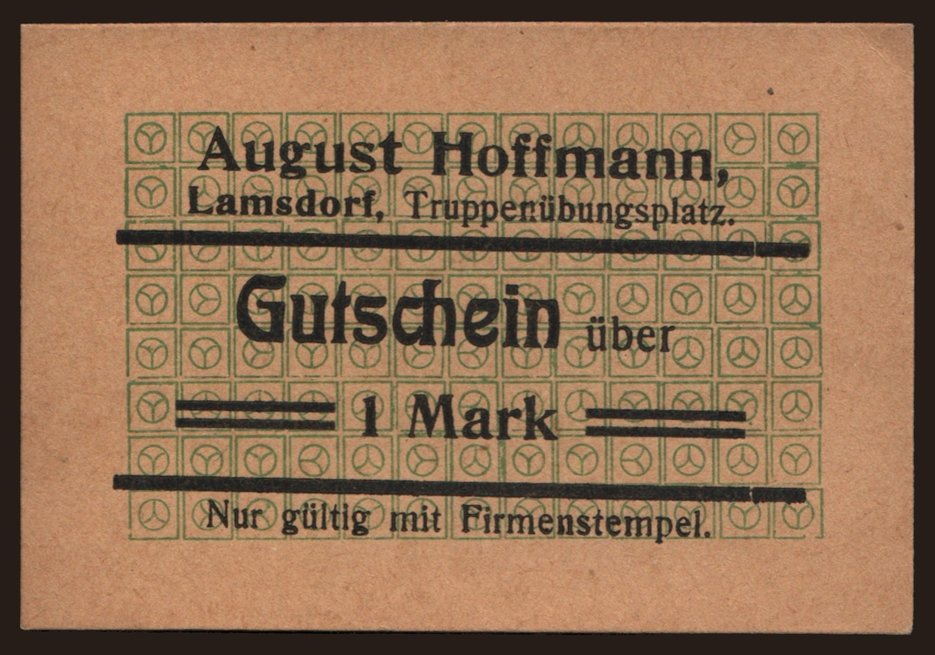 August Hoffmann,
Lamsdorf, Truppenübungsplatz.
Gutschein über
1 Mark
Nur gültig mit Firmenstempel.